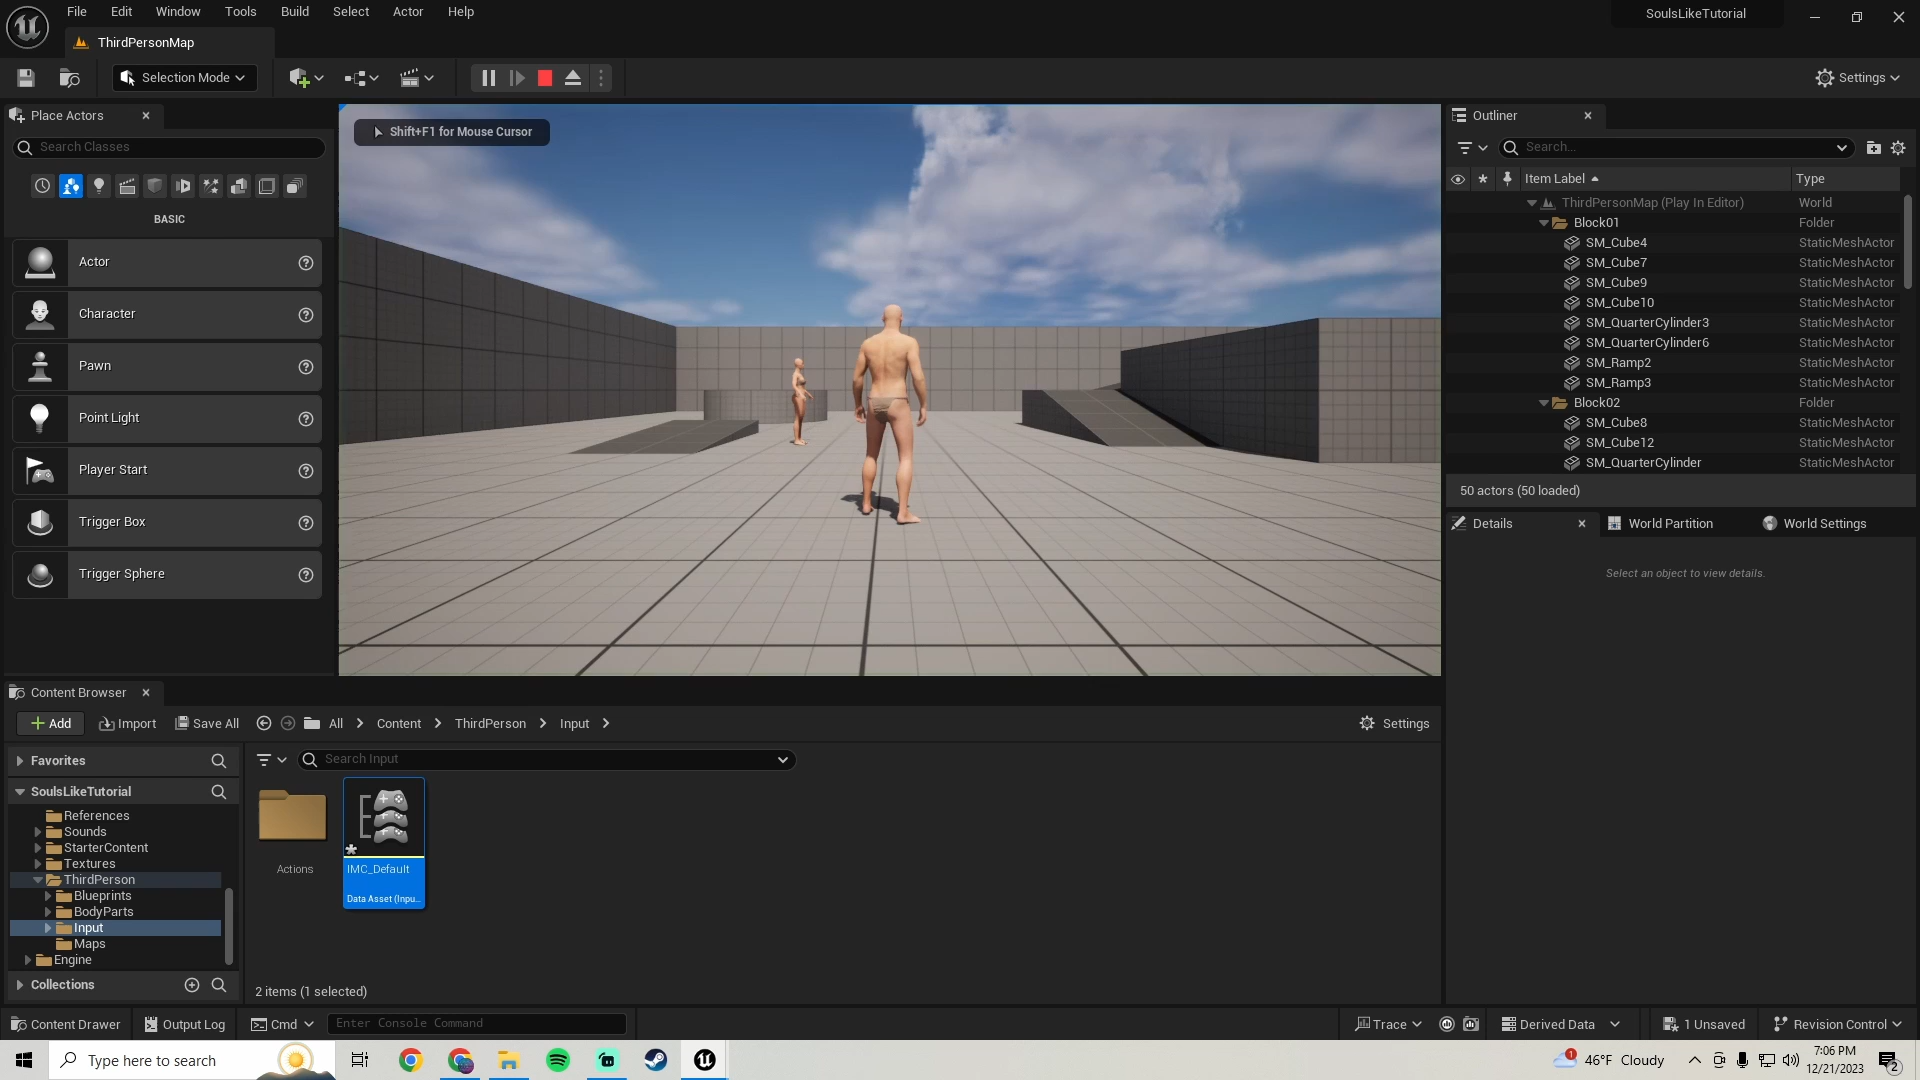 File Edit Window Tools Build Select Actor Help
SoulsLikeTutorial
ThirdPersonMap
Selection Mode
Settings
Place Actors
Search Classes
BASIC
Actor
Character
Pawn
Point Light
Player Start
Trigger Box
Trigger Sphere
Shift+F1 for Mouse Cursor
Outliner
Search...
Item Label Type
ThirdPersonMap (Play In Editor) World
Block01 Folder
SM_Cube4 StaticMeshActor
SM_Cube7 StaticMeshActor
SM_Cube9 StaticMeshActor
SM_Cube10 StaticMeshActor
SM_QuarterCylinder3 StaticMeshActor
SM_QuarterCylinder6 StaticMeshActor
SM_Ramp2 StaticMeshActor
SM_Ramp3 StaticMeshActor
Block02 Folder
SM_Cube8 StaticMeshActor
SM_Cube12 StaticMeshActor
SM_QuarterCylinder StaticMeshActor
50 actors (50 loaded)
Details World Partition World Settings
Select an object to view details.
Content Browser
Add Import Save All All Content ThirdPerson Input Settings
Favorites
SoulsLikeTutorial
References
Sounds
StarterContent
Textures
ThirdPerson
Blueprints
BodyParts
Input
Maps
Engine
Collections
Search Input
Actions
IMC_Default
Data Asset (Inpu...
2 items (1 selected)
Content Drawer Output Log Cmd Enter Console Command Trace Derived Data 1 Unsaved Revision Control
Type here to search
1
46°F Cloudy
7:06 PM
12/21/2023
2